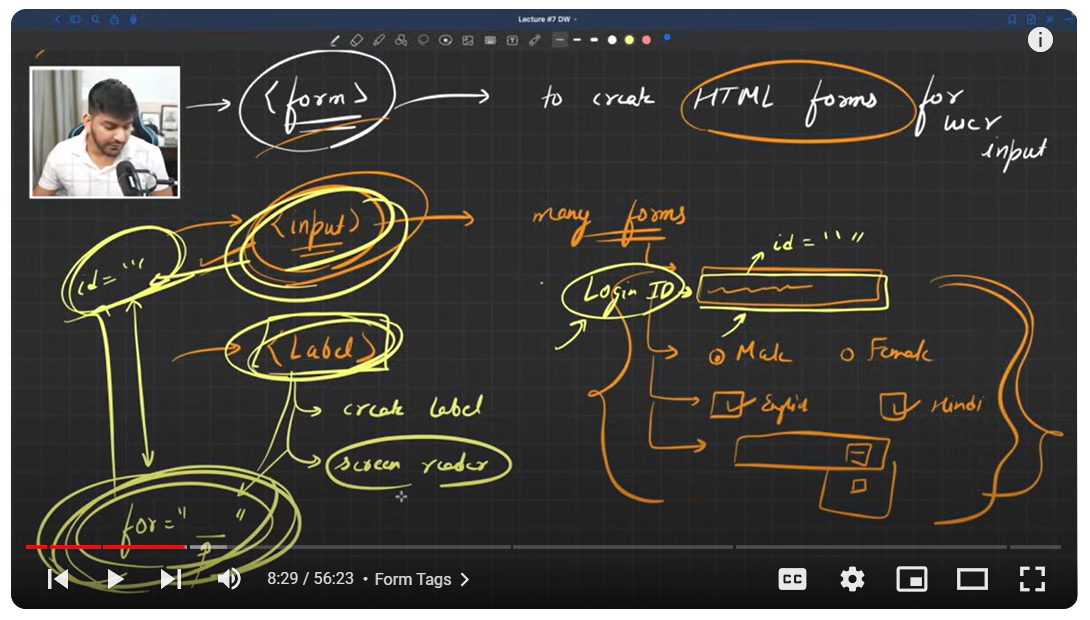 Lecture #7 DW
<form>
to create HTML forms for
user
input
<input>
many forms
id = ""
id = ""
Login ID
<Label>
Male
Female
create label
English
Hindi
screen reader
for = " _ "
8:29 / 56:23 • Form Tags >
CC